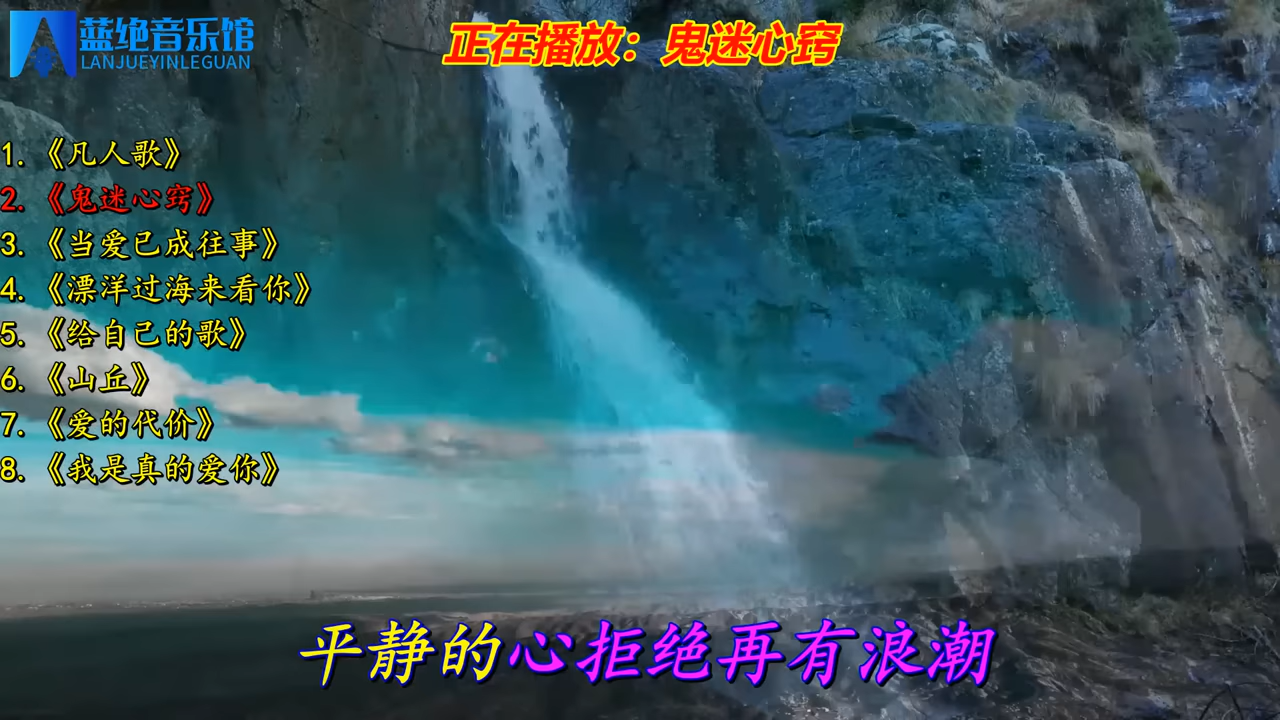 蓝绝音乐馆
LANJUEYINLEGUAN
正在播放：鬼迷心窍
1.《凡人歌》
2.《鬼迷心窍》
3.《当爱已成往事》
4.《漂洋过海来看你》
5.《给自己的歌》
6.《山丘》
7.《爱的代价》
8.《我是真的爱你》
平静的心拒绝再有浪潮